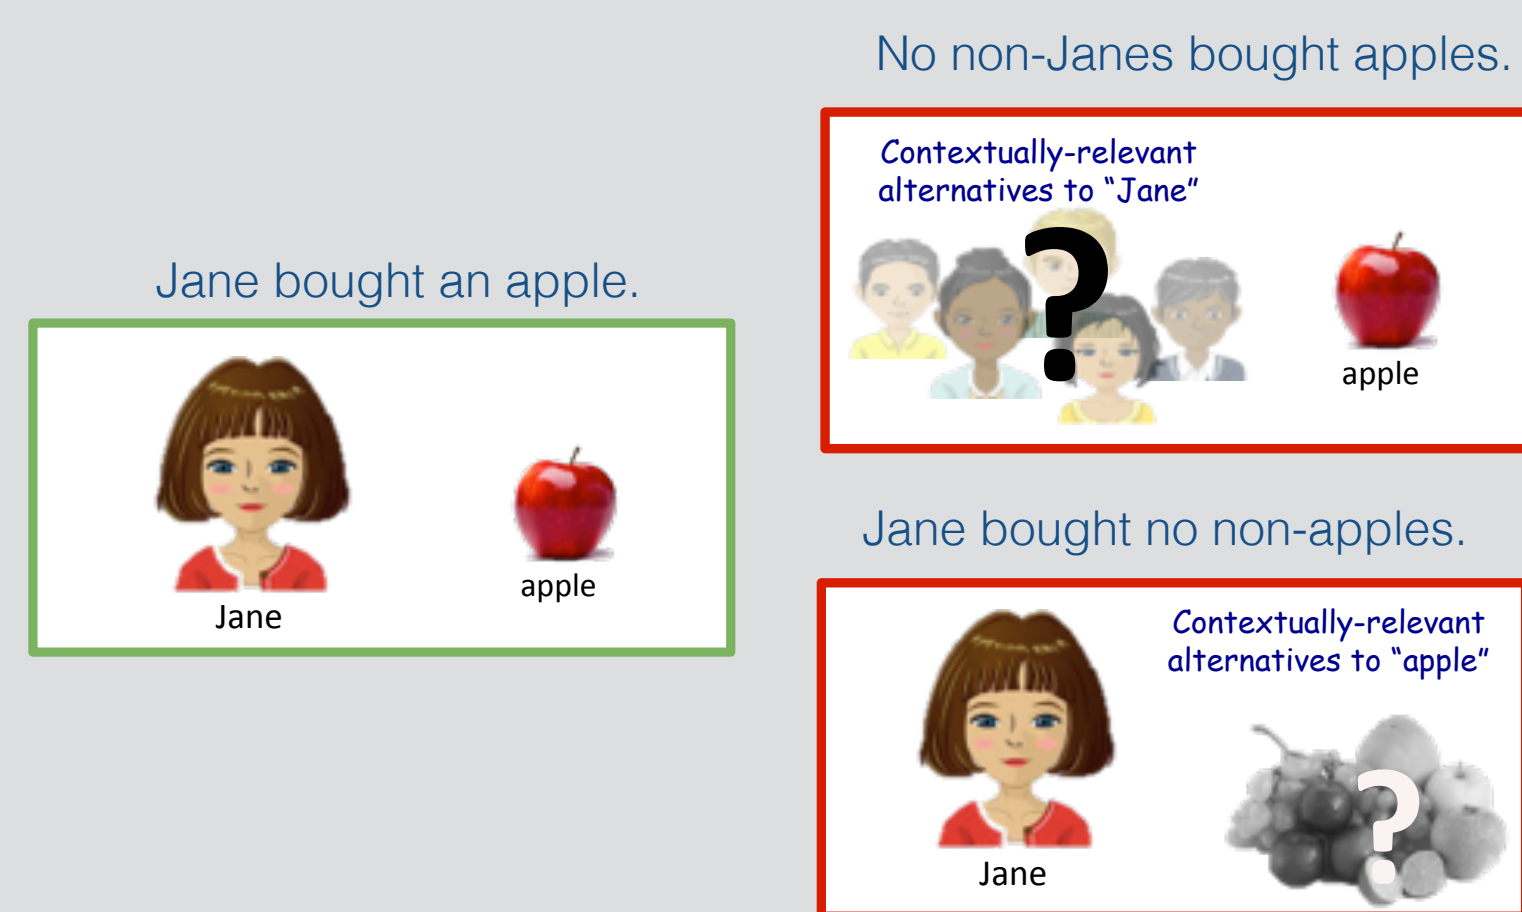 Jane bought an apple.
Jane
apple
No non-Janes bought apples.
Contextually-relevant
alternatives to “Jane”
?
apple
Jane bought no non-apples.
Contextually-relevant
alternatives to “apple”
?
Jane